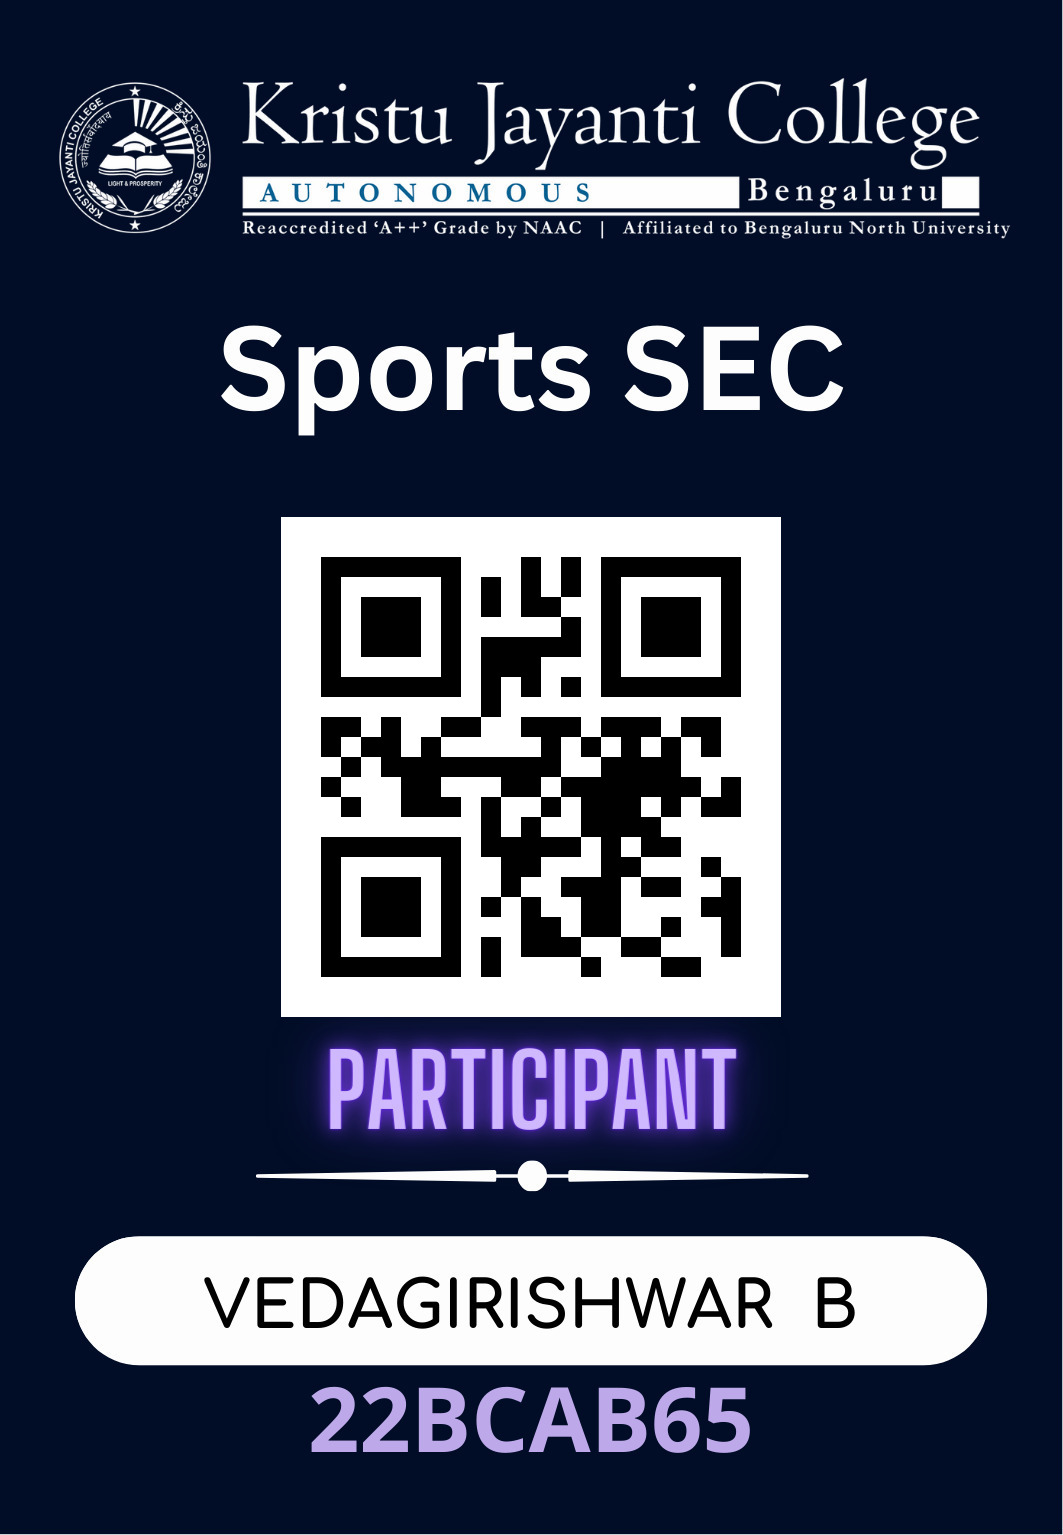 Kristu Jayanti College
AUTONOMOUS Bengaluru
Reaccredited ‘A++’ Grade by NAAC | Affiliated to Bengaluru North University
KRISTU JAYANTI COLLEGE
ಕ್ರಿಸ್ತು ಜಯಂತಿ ಕಾಲೇಜು
LIGHT & PROSPERITY
Sports SEC
PARTICIPANT
VEDAGIRISHWAR B
22BCAB65